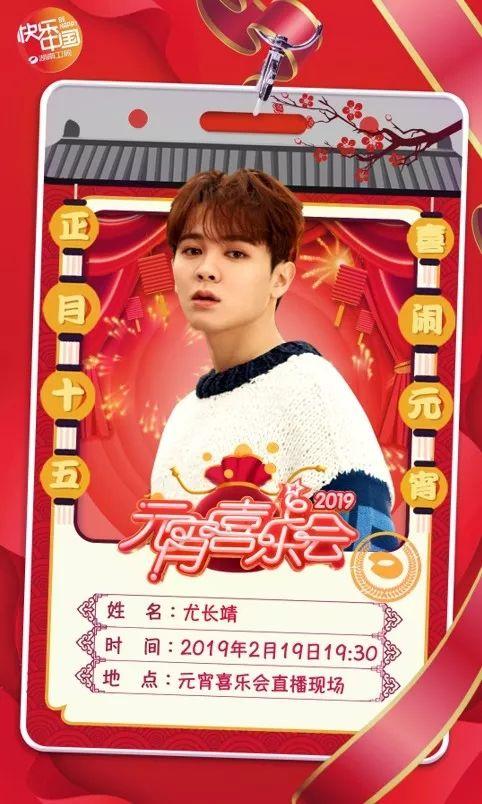 快乐
中国
BE HAPPY
湖南卫视
正月十五
喜闹元宵
2019
元宵喜乐会
姓 名:尤长靖
时 间:2019年2月19日19:30
地 点:元宵喜乐会直播现场